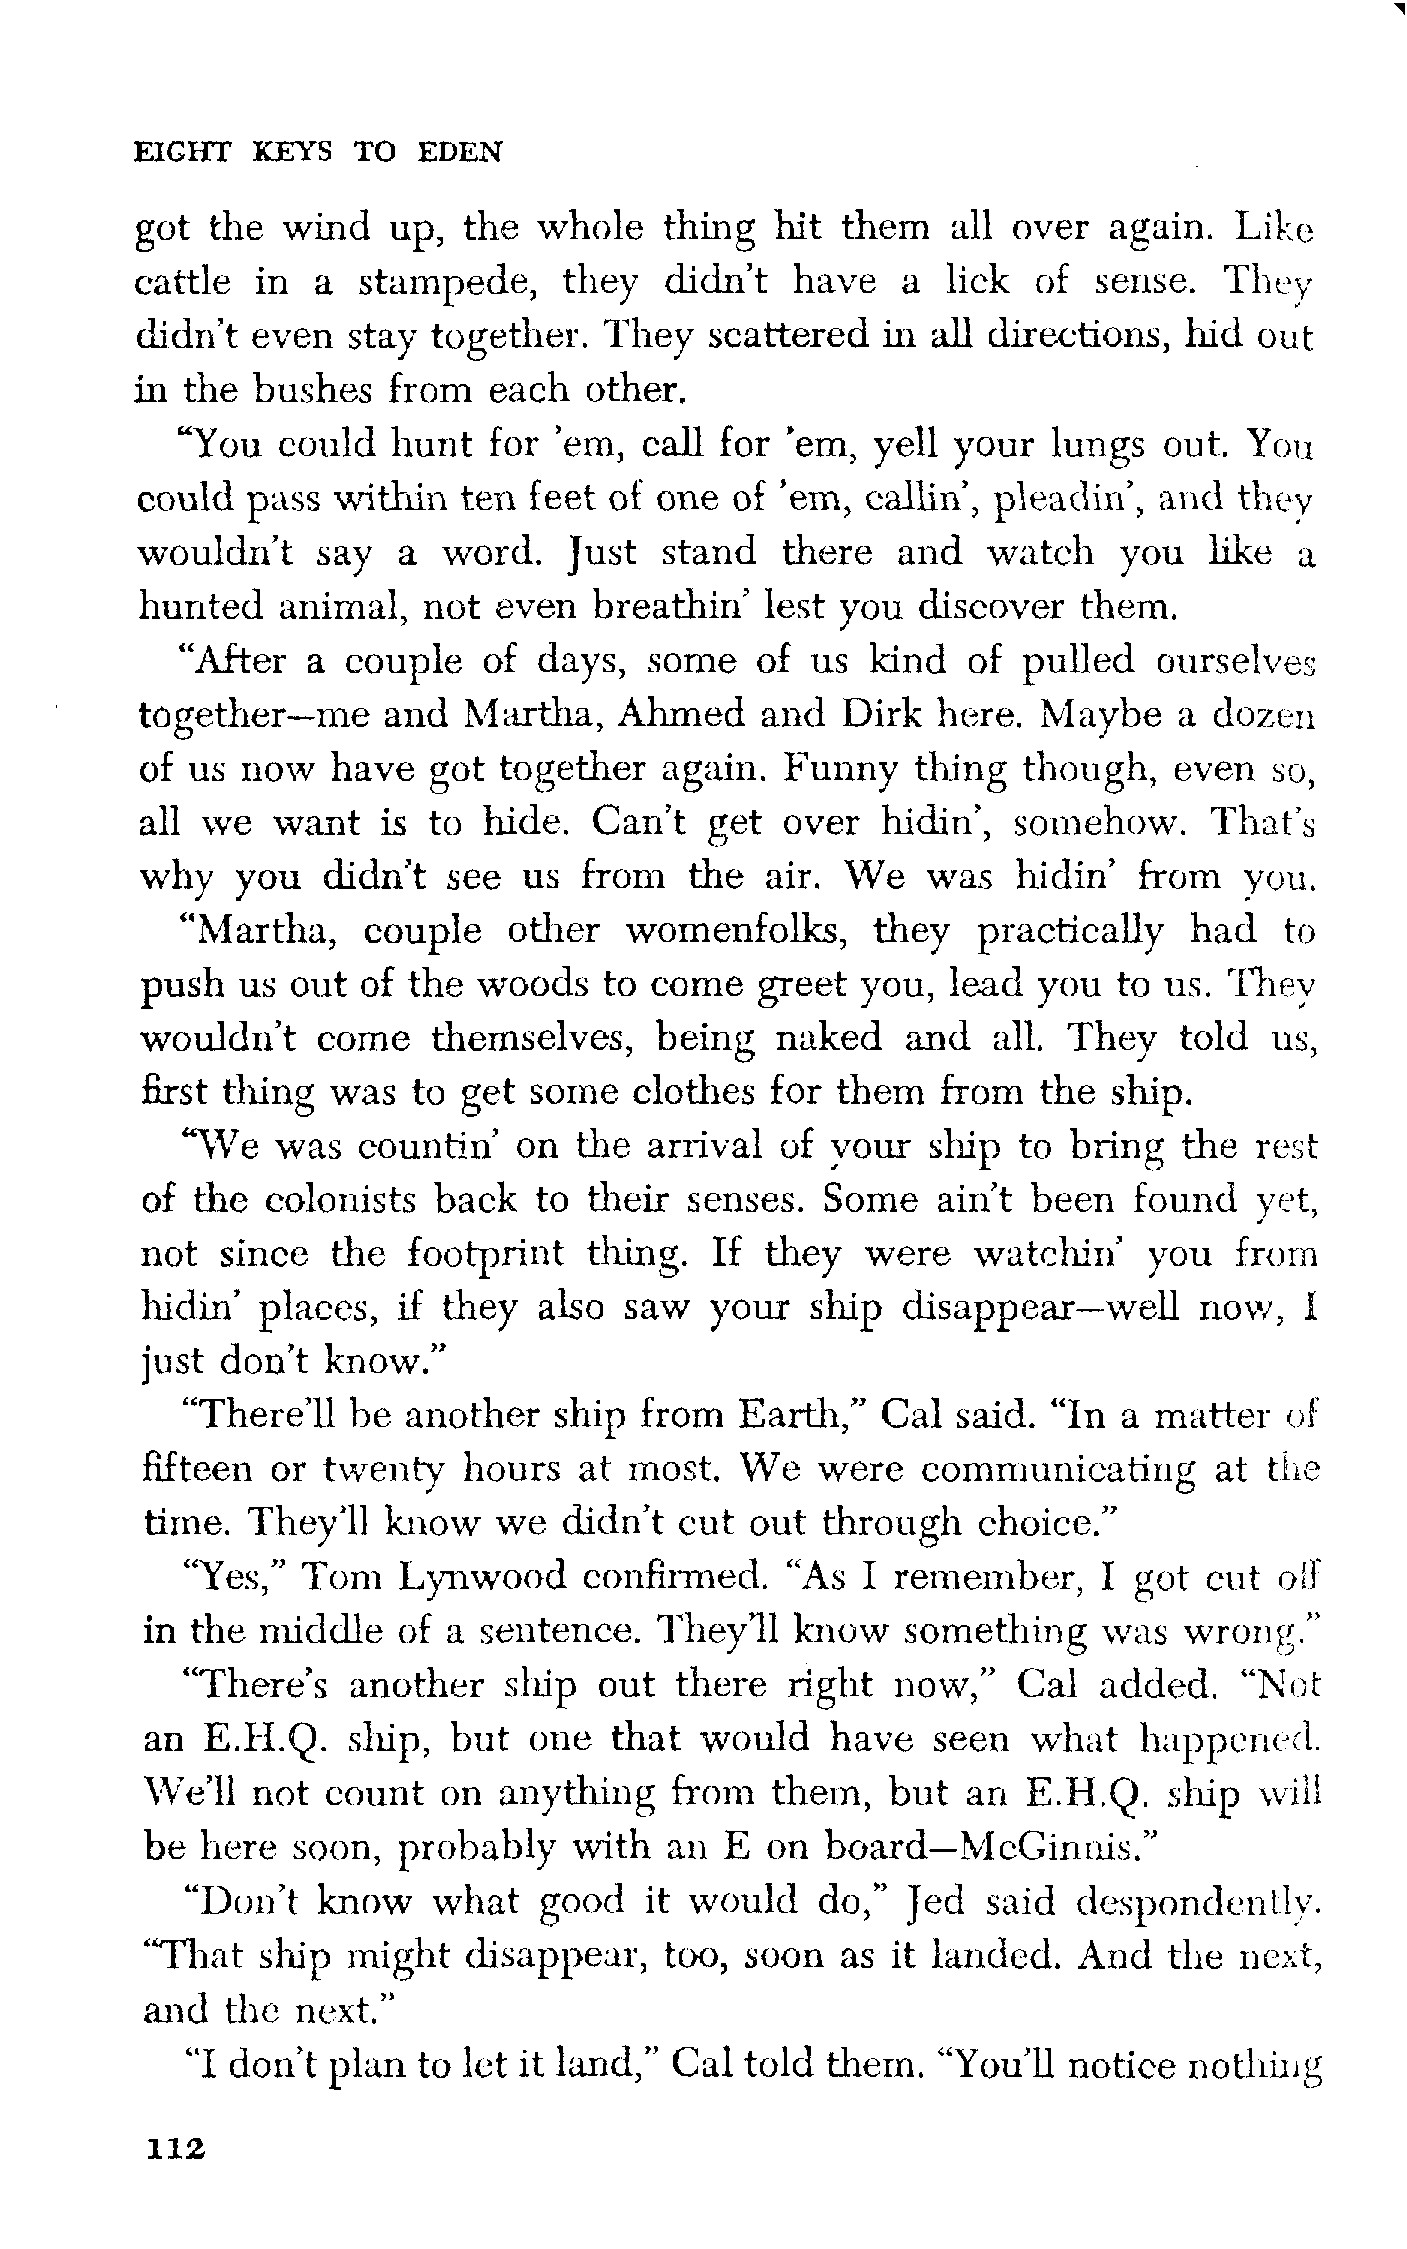 EIGHT KEYS TO EDEN
got the wind up, the whole thing hit them all over again. Like
cattle in a stampede, they didn't have a lick of sense. They
didn't even stay together. They scattered in all directions, hid out
in the bushes from each other.
“You could hunt for 'em, call for 'em, yell your lungs out. You
could pass within ten feet of one of 'em, callin', pleadin', and they
wouldn't say a word. Just stand there and watch you like a
hunted animal, not even breathin' lest you discover them.
“After a couple of days, some of us kind of pulled ourselves
together—me and Martha, Ahmed and Dirk here. Maybe a dozen
of us now have got together again. Funny thing though, even so,
all we want is to hide. Can't get over hidin', somehow. That's
why you didn't see us from the air. We was hidin' from you.
“Martha, couple other womenfolks, they practically had to
push us out of the woods to come greet you, lead you to us. They
wouldn't come themselves, being naked and all. They told us,
first thing was to get some clothes for them from the ship.
“We was countin' on the arrival of your ship to bring the rest
of the colonists back to their senses. Some ain't been found yet,
not since the footprint thing. If they were watchin' you from
hidin' places, if they also saw your ship disappear—well now, I
just don't know.”
“There'll be another ship from Earth,” Cal said. “In a matter of
fifteen or twenty hours at most. We were communicating at the
time. They'll know we didn't cut out through choice.”
“Yes,” Tom Lynwood confirmed. “As I remember, I got cut off
in the middle of a sentence. They'll know something was wrong.”
“There's another ship out there right now,” Cal added. “Not
an E.H.Q. ship, but one that would have seen what happened.
We'll not count on anything from them, but an E.H.Q. ship will
be here soon, probably with an E on board—McGinnis.”
“Don't know what good it would do,” Jed said despondently.
“That ship might disappear, too, soon as it landed. And the next,
and the next.”
“I don't plan to let it land,” Cal told them. “You'll notice nothing
112